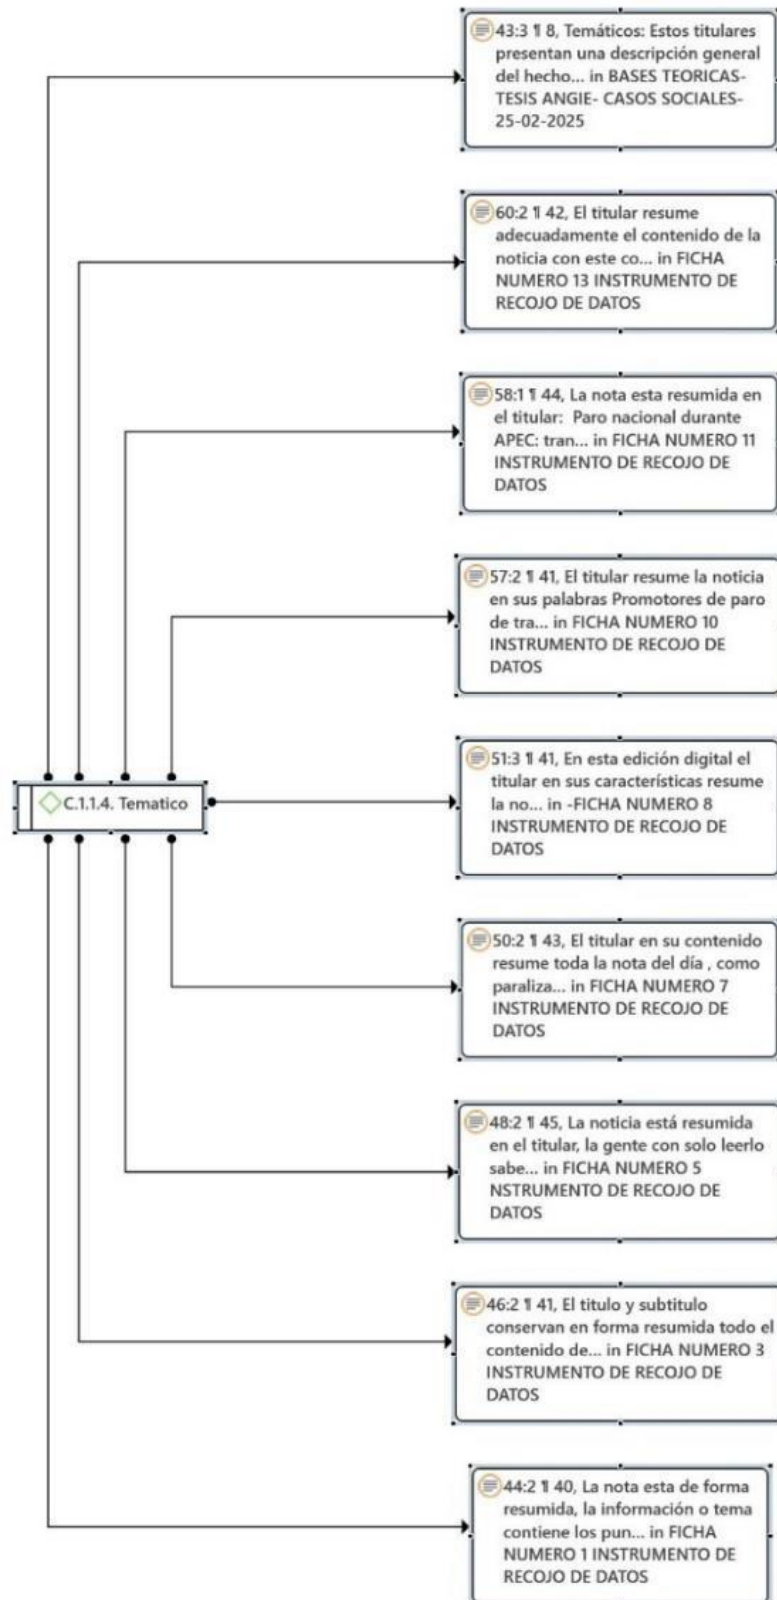 43:3 ¶ 8, Temáticos: Estos titulares
presentan una descripción general
del hecho... in BASES TEORICAS-
TESIS ANGIE- CASOS SOCIALES-
25-02-2025
60:2 ¶ 42, El titular resume
adecuadamente el contenido de la
noticia con este co... in FICHA
NUMERO 13 INSTRUMENTO DE
RECOJO DE DATOS
58:1 ¶ 44, La nota esta resumida en
el titular: Paro nacional durante
APEC: tran... in FICHA NUMERO 11
INSTRUMENTO DE RECOJO DE
DATOS
57:2 ¶ 41, El titular resume la noticia
en sus palabras Promotores de paro
de tra... in FICHA NUMERO 10
INSTRUMENTO DE RECOJO DE
DATOS
C.1.1.4. Tematico
51:3 ¶ 41, En esta edición digital el
titular en sus características resume
la no... in -FICHA NUMERO 8
INSTRUMENTO DE RECOJO DE
DATOS
50:2 ¶ 43, El titular en su contenido
resume toda la nota del día , como
paraliza... in FICHA NUMERO 7
INSTRUMENTO DE RECOJO DE
DATOS
48:2 ¶ 45, La noticia está resumida
en el titular, la gente con solo leerlo
sabe... in FICHA NUMERO 5
NSTRUMENTO DE RECOJO DE
DATOS
46:2 ¶ 41, El titulo y subtitulo
conservan en forma resumida todo el
contenido de... in FICHA NUMERO 3
INSTRUMENTO DE RECOJO DE
DATOS
44:2 ¶ 40, La nota esta de forma
resumida, la información o tema
contiene los pun... in FICHA
NUMERO 1 INSTRUMENTO DE
RECOJO DE DATOS